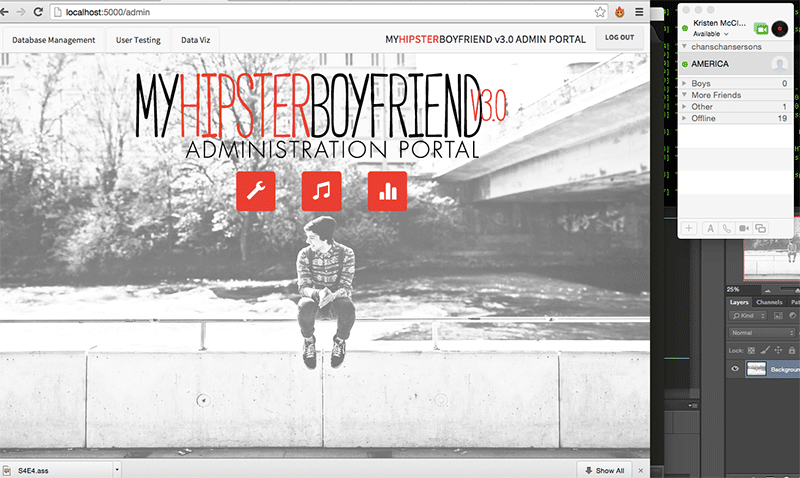 localhost:5000/admin
Database Management
User Testing
Data Viz
MYHIPSTERBOYFRIEND v3.0 ADMIN PORTAL
LOG OUT
MYHIPSTERBOYFRIEND V3.0
ADMINISTRATION PORTAL
S4E4.ass
Show All
Kristen McCl...
Available
chanschansersons
AMERICA
Boys 0
More Friends
Other 1
Offline 19
A
25%
Layers Channels Pat
Kind
Normal
Lock:
Backgroun